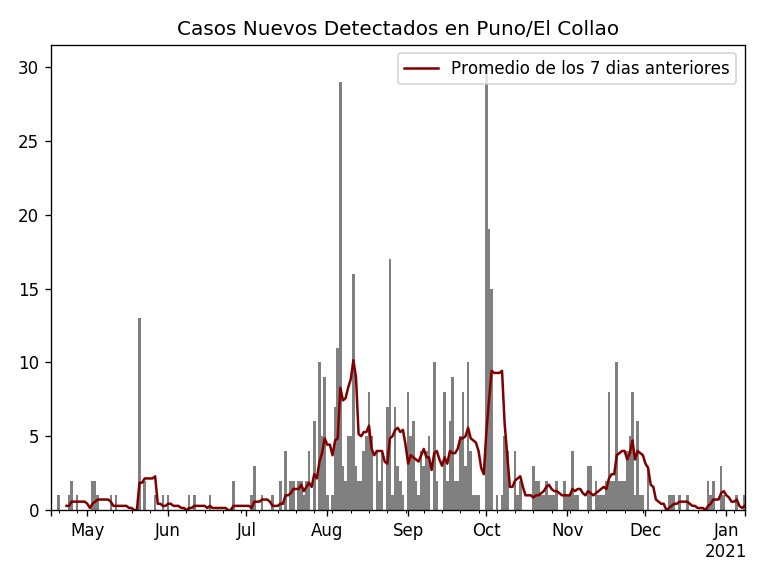 Casos Nuevos Detectados en Puno/El Collao
Promedio de los 7 dias anteriores
30
25
20
15
10
5
0
May Jun Jul Aug Sep Oct Nov Dec Jan
2021